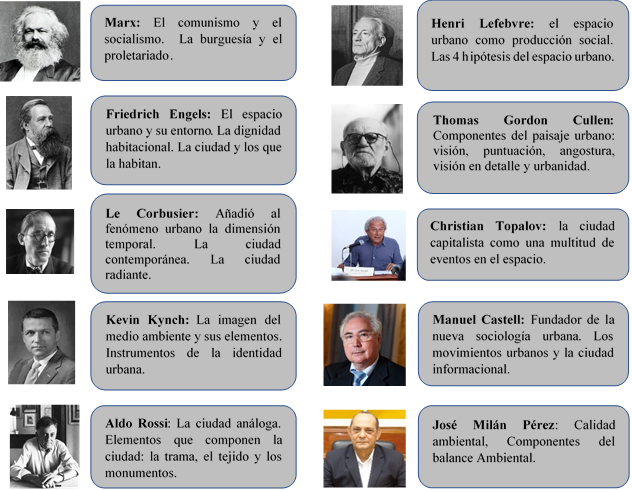 Marx: El comunismo y el
socialismo. La burguesía y el
proletariado.
Friedrich Engels: El espacio
urbano y su entorno. La dignidad
habitacional. La ciudad y los que
la habitan.
Le Corbusier: Añadió al
fenómeno urbano la dimensión
temporal. La ciudad
contemporánea. La ciudad
radiante.
Kevin Kynch: La imagen del
medio ambiente y sus elementos.
Instrumentos de la identidad
urbana.
Aldo Rossi: La ciudad análoga.
Elementos que componen la
ciudad: la trama, el tejido y los
monumentos.
Henri Lefebvre: el espacio
urbano como producción social.
Las 4 hipótesis del espacio urbano.
Thomas Gordon Cullen:
Componentes del paisaje urbano:
visión, puntuación, angostura,
visión en detalle y urbanidad.
Christian Topalov: la ciudad
capitalista como una multitud de
eventos en el espacio.
Manuel Castell: Fundador de la
nueva sociología urbana. Los
movimientos urbanos y la ciudad
informacional.
José Milán Pérez: Calidad
ambiental, Componentes del
balance Ambiental.